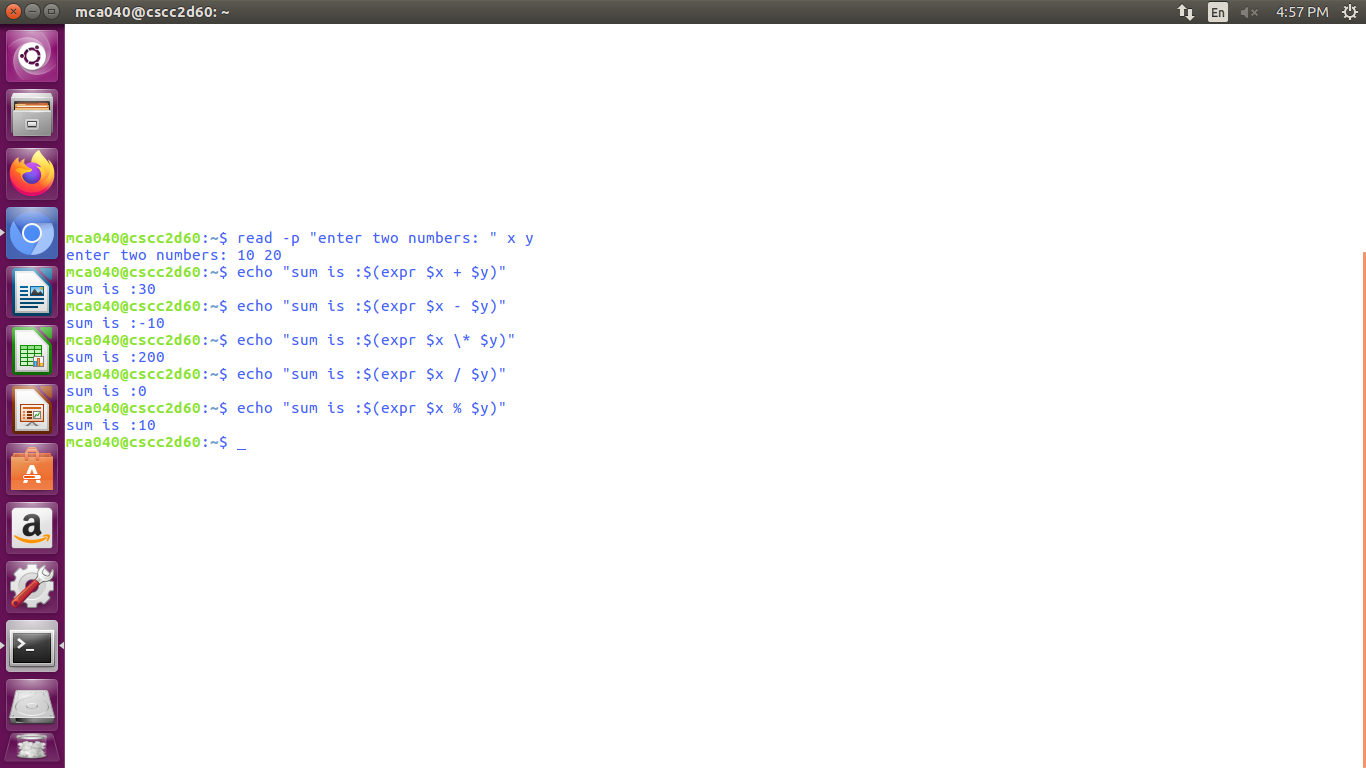 mca040@cscc2d60: ~
En
4:57 PM
mca040@cscc2d60:~$ read -p "enter two numbers: " x y
enter two numbers: 10 20
mca040@cscc2d60:~$ echo "sum is :$(expr $x + $y)"
sum is :30
mca040@cscc2d60:~$ echo "sum is :$(expr $x - $y)"
sum is :-10
mca040@cscc2d60:~$ echo "sum is :$(expr $x \* $y)"
sum is :200
mca040@cscc2d60:~$ echo "sum is :$(expr $x / $y)"
sum is :0
mca040@cscc2d60:~$ echo "sum is :$(expr $x % $y)"
sum is :10
mca040@cscc2d60:~$ _